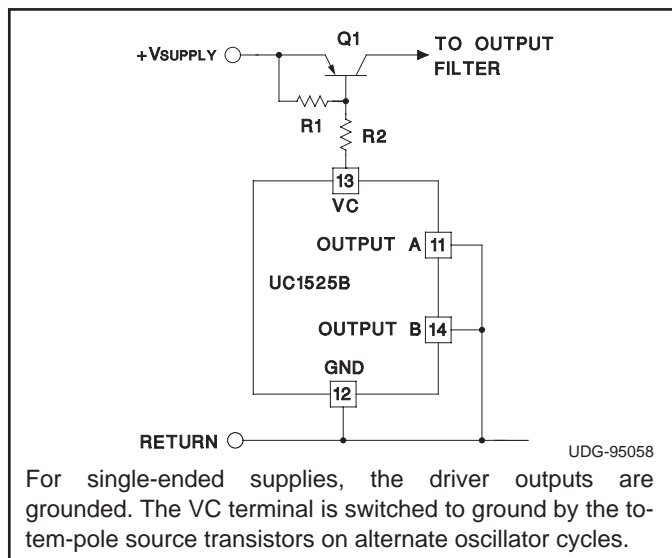 Q1
+VSUPPLY
TO OUTPUT
FILTER
R1
R2
13
VC
OUTPUT A 11
UC1525B
OUTPUT B 14
GND
12
RETURN
UDG-95058
For single-ended supplies, the driver outputs are
grounded. The VC terminal is switched to ground by the to-
tem-pole source transistors on alternate oscillator cycles.